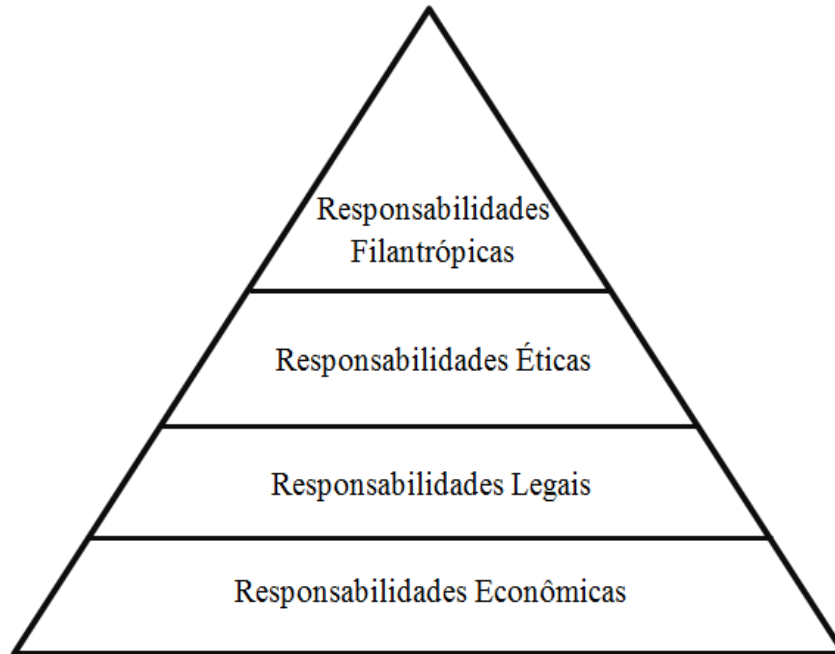 Responsabilidades
Filantrópicas
Responsabilidades Éticas
Responsabilidades Legais
Responsabilidades Econômicas